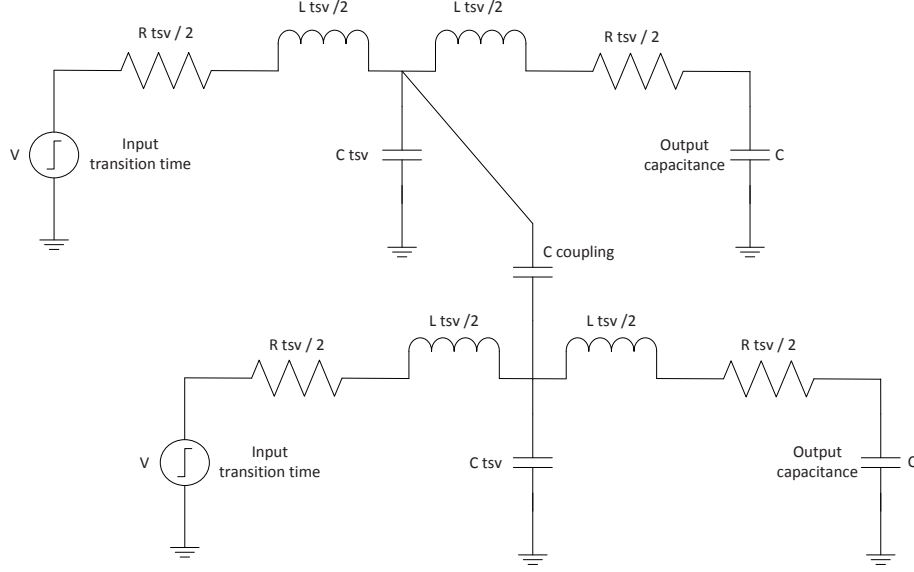 L tsv/2
L tsv /2
R tsv / 2
R tsv / 2
V
Input
transition time
C tsv
Output
capacitance
C
C coupling
L tsv /2
L tsv /2
R tsv / 2
R tsv / 2
V
Input
transition time
C tsv
Output
capacitance
C